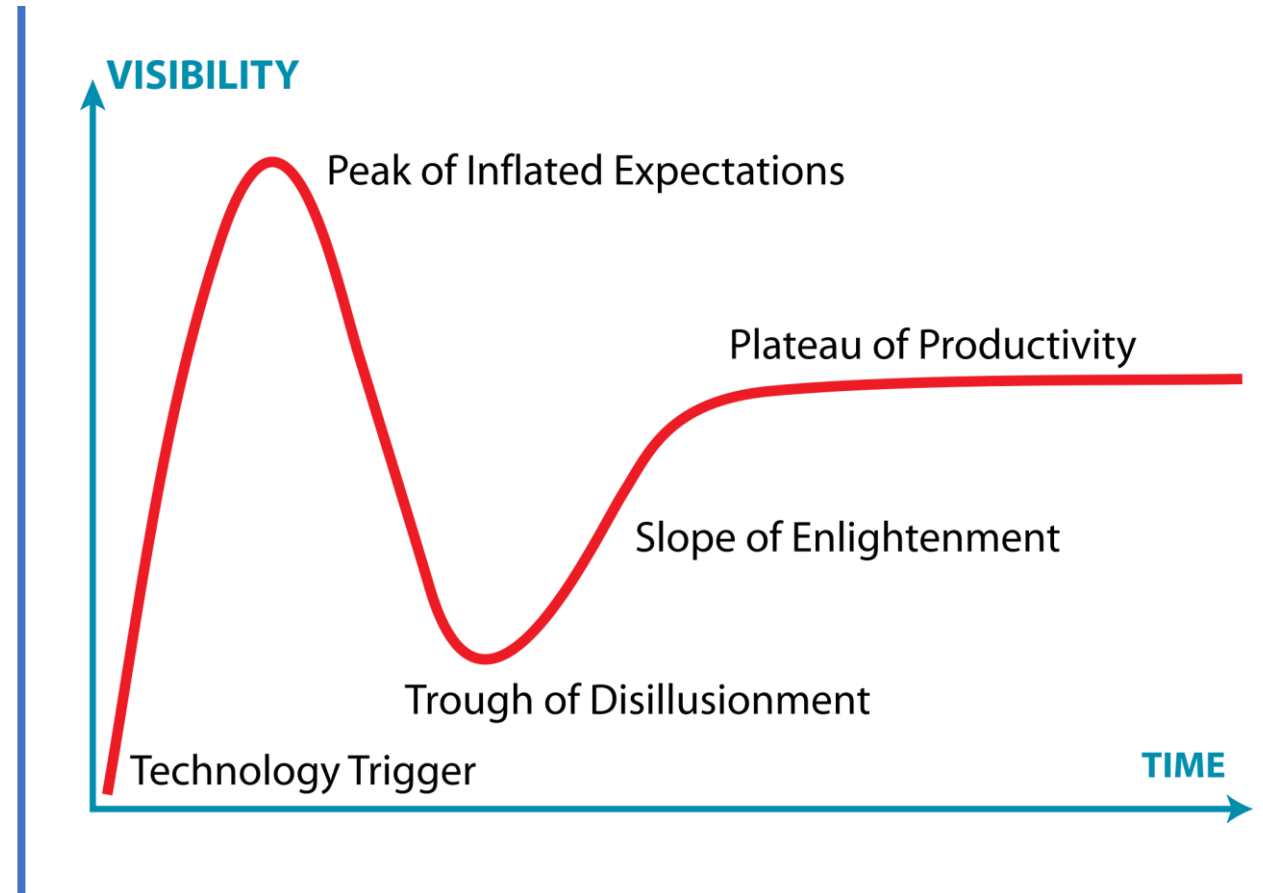 VISIBILITY
Peak of Inflated Expectations
Plateau of Productivity
Slope of Enlightenment
Trough of Disillusionment
Technology Trigger
TIME